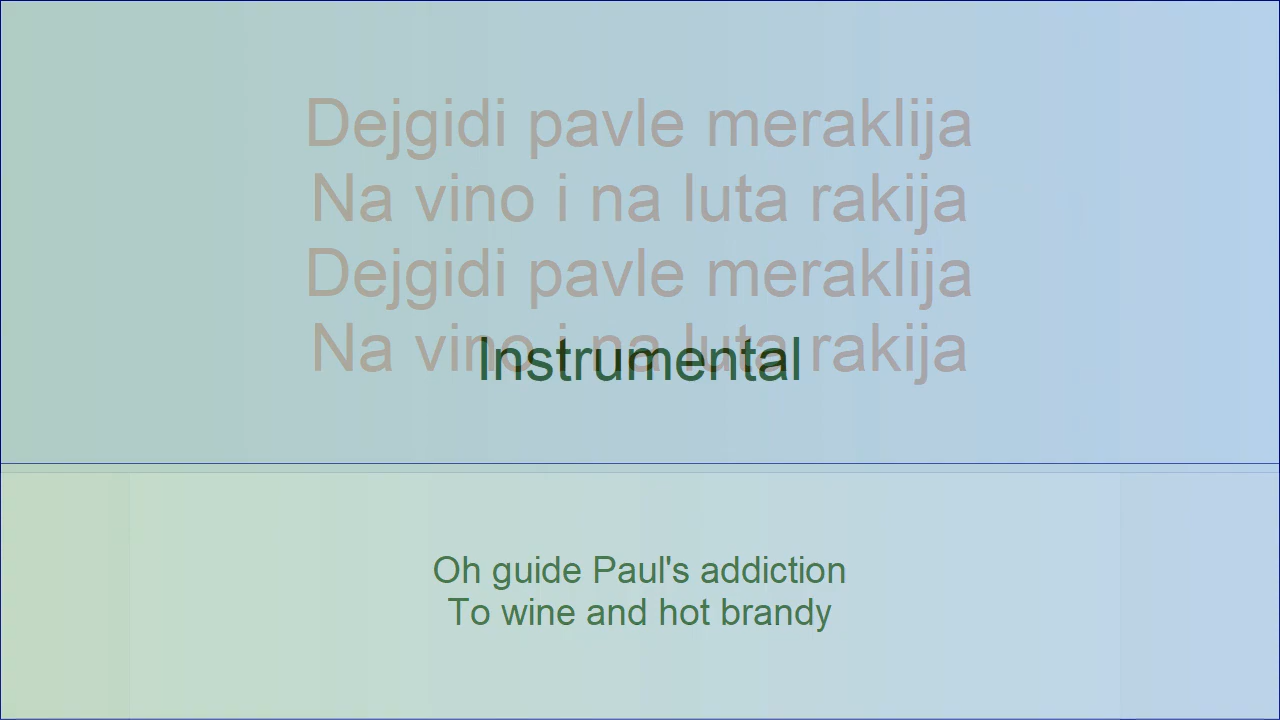 Dejgidi pavle meraklija
Na vino i na luta rakija
Dejgidi pavle meraklija
Na vino i na luta rakija
Instrumental
Oh guide Paul's addiction
To wine and hot brandy